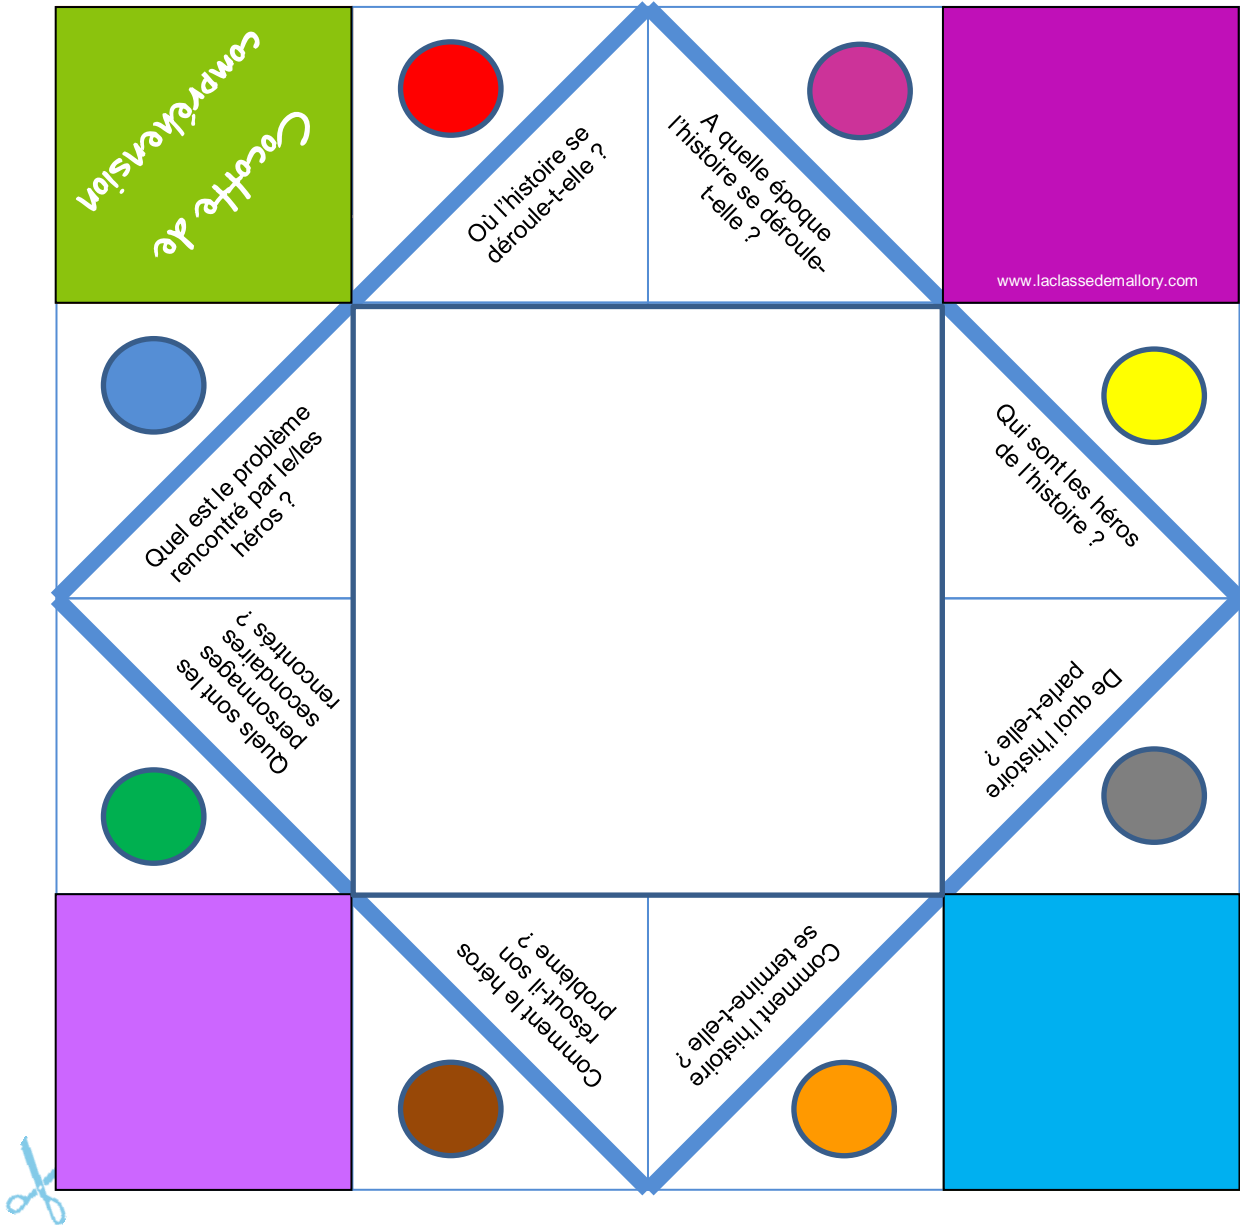 Cocotte de
compréhension
Où l'histoire se
déroule-t-elle ?
A quelle époque
l'histoire se déroule-
t-elle ?
www.laclassedemallory.com
Quel est le problème
rencontré par le/les
héros ?
Qui sont les héros
de l'histoire ?
Quels sont les
personnages
secondaires
rencontrés ?
De quoi l'histoire
parle-t-elle ?
Comment le héros
résout-il son
problème ?
Comment l'histoire
se termine-t-elle ?